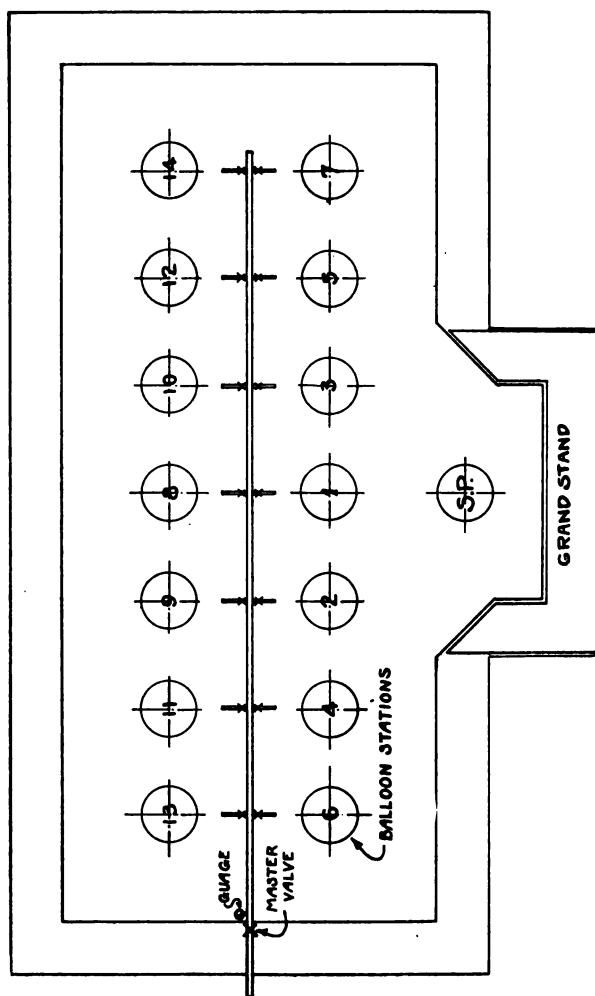 13 11 9 8 10 12 14
GUAGE
MASTER
VALVE
6 4 2 1 3 5 7
BALLOON STATIONS
S.P.
GRAND STAND